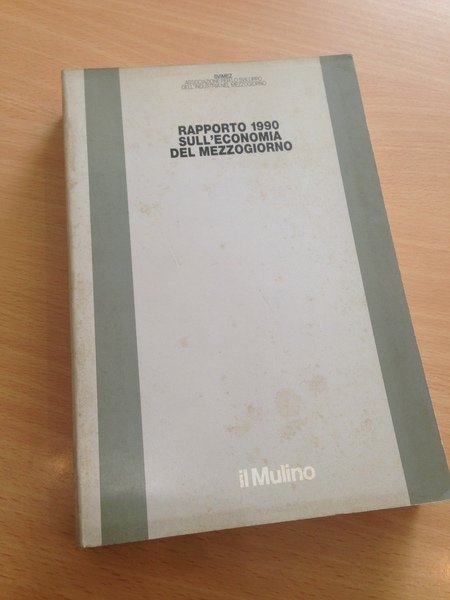 SVIMEZ
ASSOCIAZIONE PER LO SVILUPPO
DELL'INDUSTRIA NEL MEZZOGIORNO
RAPPORTO 1990
SULL'ECONOMIA
DEL MEZZOGIORNO
il Mulino